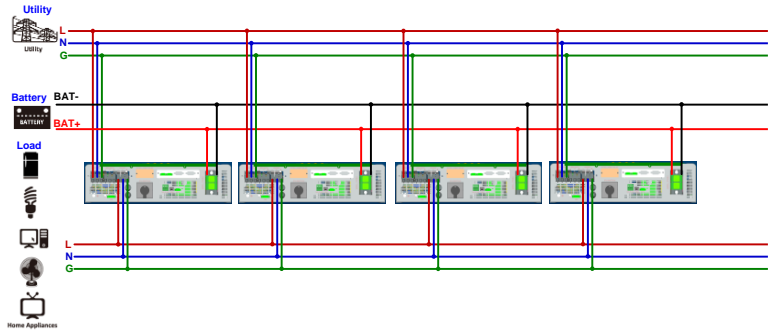 Utility
Utility
L
N
G
Battery
BAT-
BATTERY
BAT+
Load
L
N
G
Home Appliances